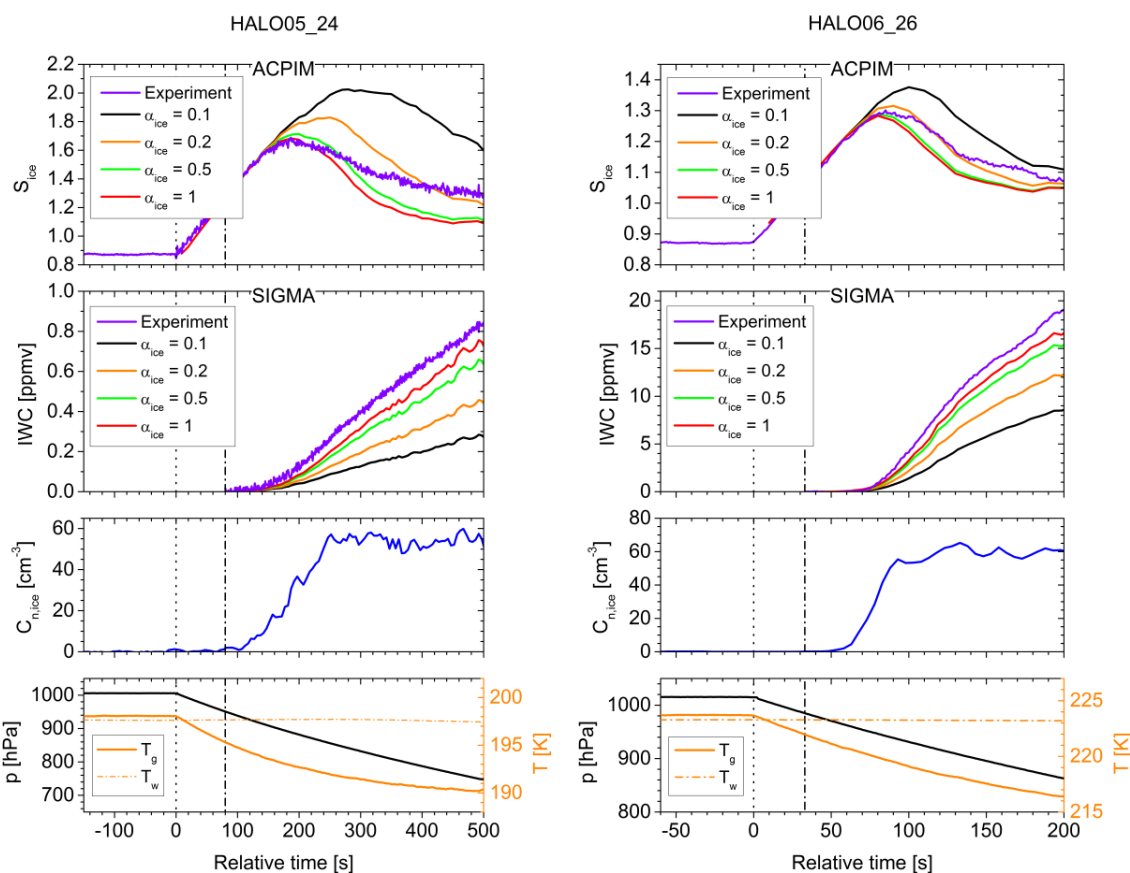 HALO05_24
HALO06_26
ACPIM
S_ice
2.2
2.0
1.8
1.6
1.4
1.2
1.0
0.8
Experiment
α_ice = 0.1
α_ice = 0.2
α_ice = 0.5
α_ice = 1
ACPIM
S_ice
1.4
1.3
1.2
1.1
1.0
0.9
0.8
Experiment
α_ice = 0.1
α_ice = 0.2
α_ice = 0.5
α_ice = 1
SIGMA
IWC [ppmv]
1.0
0.8
0.6
0.4
0.2
0.0
Experiment
α_ice = 0.1
α_ice = 0.2
α_ice = 0.5
α_ice = 1
SIGMA
IWC [ppmv]
20
15
10
5
0
Experiment
α_ice = 0.1
α_ice = 0.2
α_ice = 0.5
α_ice = 1
C_n,ice [cm⁻³]
60
40
20
0
C_n,ice [cm⁻³]
80
60
40
20
0
p [hPa]
1000
900
800
700
T_g
T_w
200
195
190
T [K]
-100 0 100 200 300 400 500
Relative time [s]
p [hPa]
1000
900
800
T_g
T_w
225
220
215
T [K]
-50 0 50 100 150 200
Relative time [s]